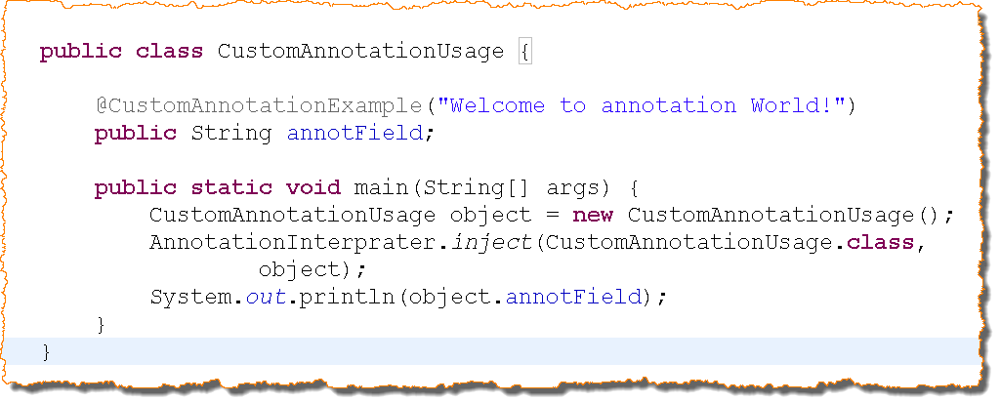 public class CustomAnnotationUsage {
@CustomAnnotationExample("Welcome to annotation World!")
public String annotField;
public static void main(String[] args) {
CustomAnnotationUsage object = new CustomAnnotationUsage();
AnnotationInterprater.inject(CustomAnnotationUsage.class,
object);
System.out.println(object.annotField);
}
}